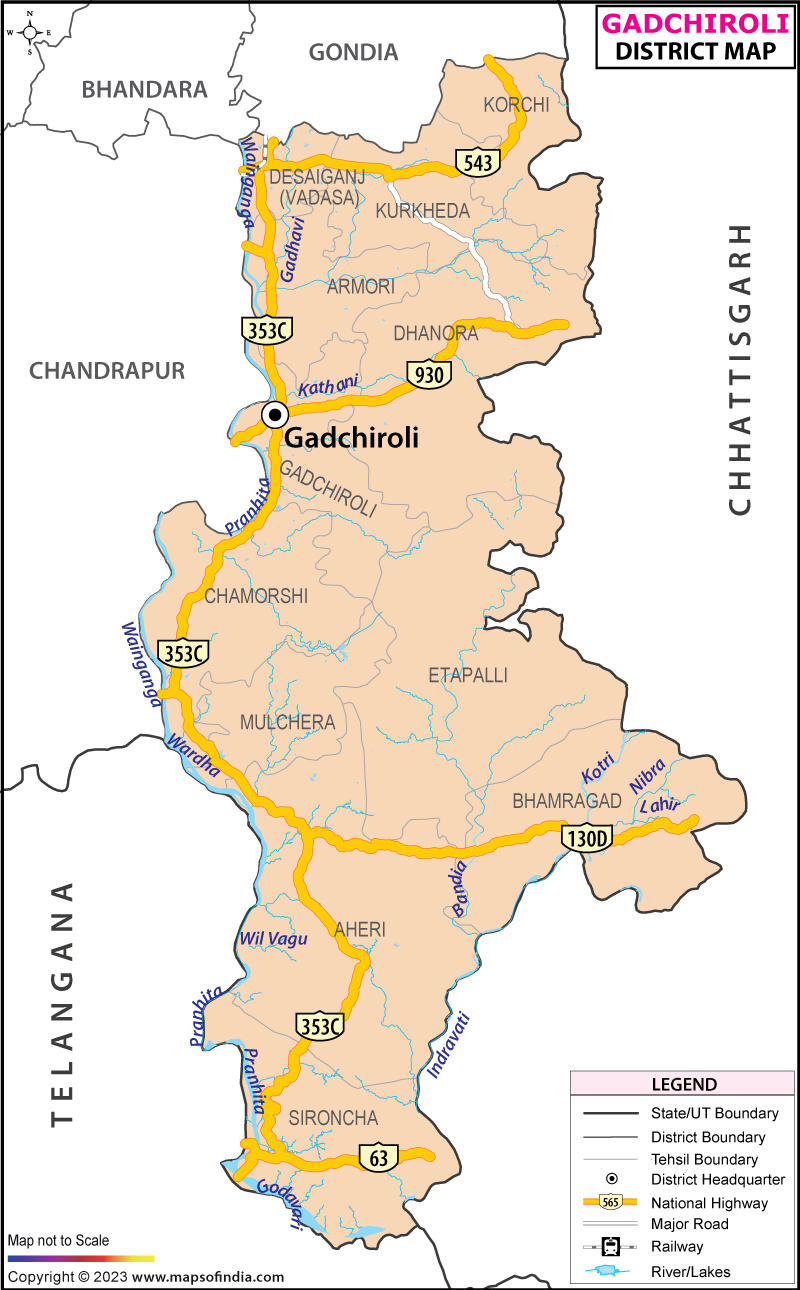 GADCHIROLI
DISTRICT MAP
N
W E
S
GONDIA
BHANDARA
KORCHI
543
Wainganga
DESAIGANJ
(VADASA)
KURKHEDA
Gadhavi
ARMORI
353C
DHANORA
CHANDRAPUR
930
Kathani
CHHATTISGARH
Gadchiroli
GADCHIROLI
Pranhita
CHAMORSHI
353C
Wainganga
ETAPALLI
MULCHERA
Wardha
Kotri
Nibra
Lahir
BHAMRAGAD
130D
Bandia
AHERI
Wil Vagu
TELANGANA
Pranhita
353C
Indravati
Pranhita
SIRONCHA
63
Godavari
LEGEND
State/UT Boundary
District Boundary
Tehsil Boundary
District Headquarter
565 National Highway
Major Road
Railway
River/Lakes
Map not to Scale
Copyright © 2023 www.mapsofindia.com